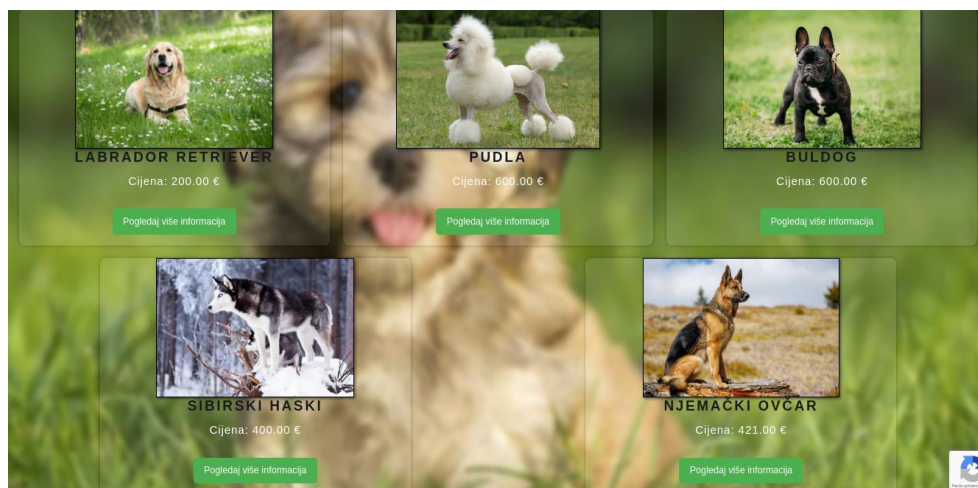 LABRADOR RETRIEVER
Cijena: 200.00 €
Pogledaj više informacija
PUDLA
Cijena: 600.00 €
Pogledaj više informacija
BULDOG
Cijena: 600.00 €
Pogledaj više informacija
SIBIRSKI HASKI
Cijena: 400.00 €
Pogledaj više informacija
NJEMAČKI OVČAR
Cijena: 421.00 €
Pogledaj više informacija